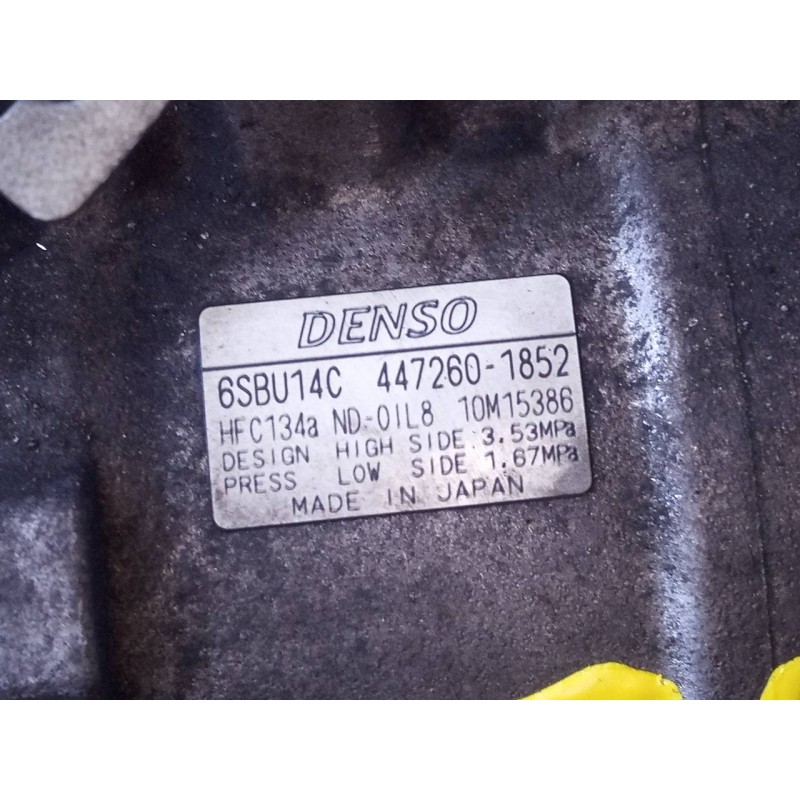 DENSO
6SBU14C 447260-1852
HFC134a ND-OIL8 10M15386
DESIGN HIGH SIDE 3.53MPa
PRESS LOW SIDE 1.67MPa
MADE IN JAPAN